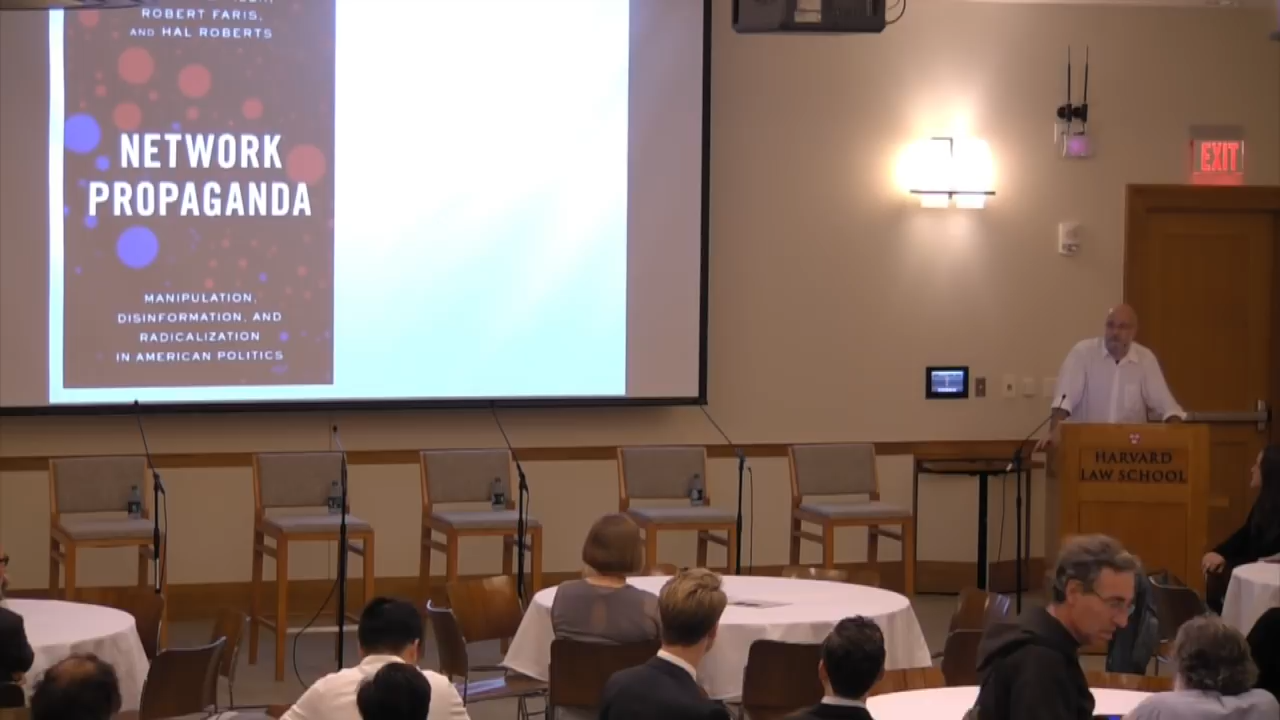 ROBERT FARIS,
AND HAL ROBERTS
NETWORK
PROPAGANDA
MANIPULATION,
DISINFORMATION, AND
RADICALIZATION
IN AMERICAN POLITICS
EXIT
HARVARD
LAW SCHOOL